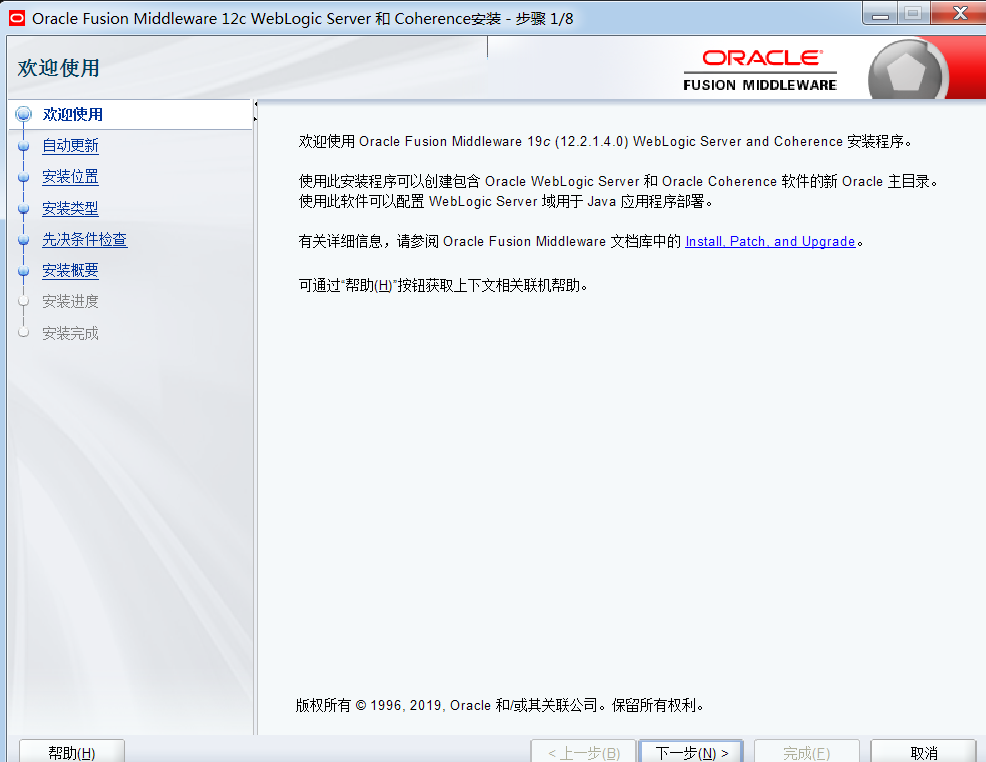 Oracle Fusion Middleware 12c WebLogic Server 和 Coherence安装 - 步骤 1/8
欢迎使用
ORACLE
FUSION MIDDLEWARE
欢迎使用
自动更新
安装位置
安装类型
先决条件检查
安装概要
安装进度
安装完成
欢迎使用 Oracle Fusion Middleware 19c (12.2.1.4.0) WebLogic Server and Coherence 安装程序。
使用此安装程序可以创建包含 Oracle WebLogic Server 和 Oracle Coherence 软件的新 Oracle 主目录。
使用此软件可以配置 WebLogic Server 域用于 Java 应用程序部署。
有关详细信息，请参阅 Oracle Fusion Middleware 文档库中的 Install, Patch, and Upgrade。
可通过“帮助(H)”按钮获取上下文相关联机帮助。
版权所有 © 1996, 2019, Oracle 和/或其关联公司。保留所有权利。
帮助(H)
< 上一步(B)
下一步(N) >
完成(F)
取消